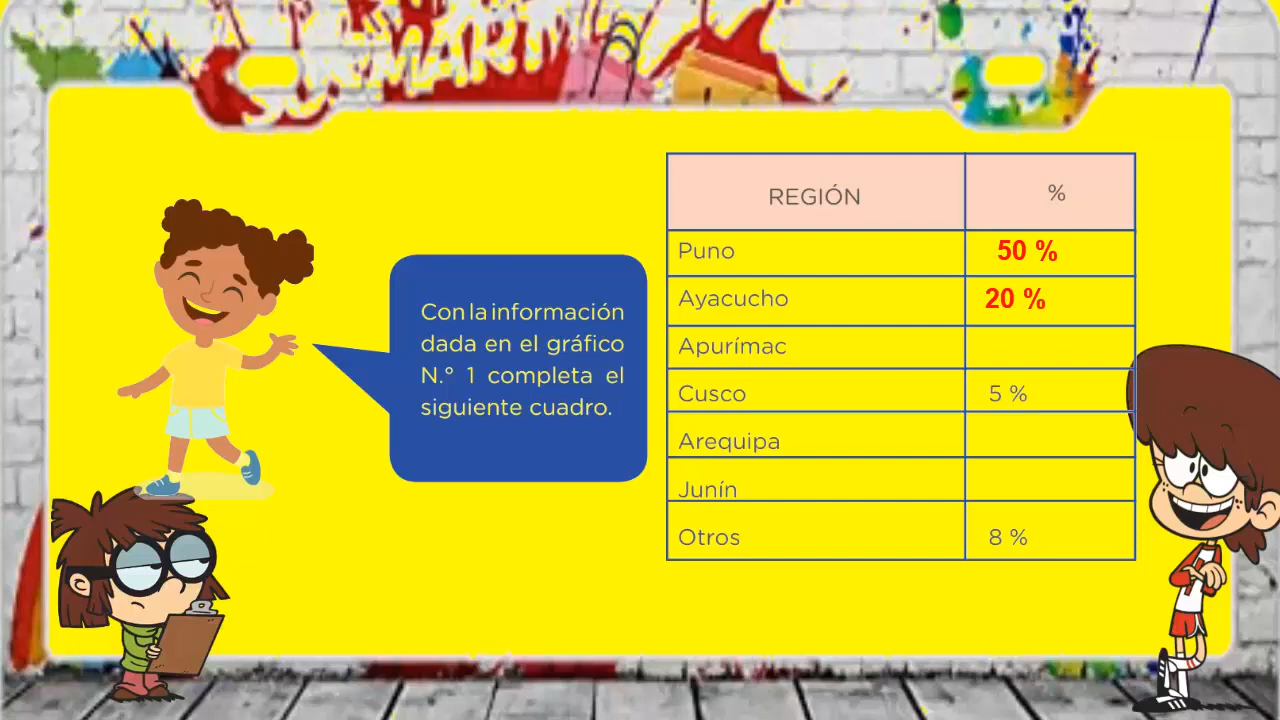 REGIÓN %
Puno 50 %
Ayacucho 20 %
Apurímac
Cusco 5 %
Arequipa
Junín
Otros 8 %
Con la información
dada en el gráfico
N.° 1 completa el
siguiente cuadro.